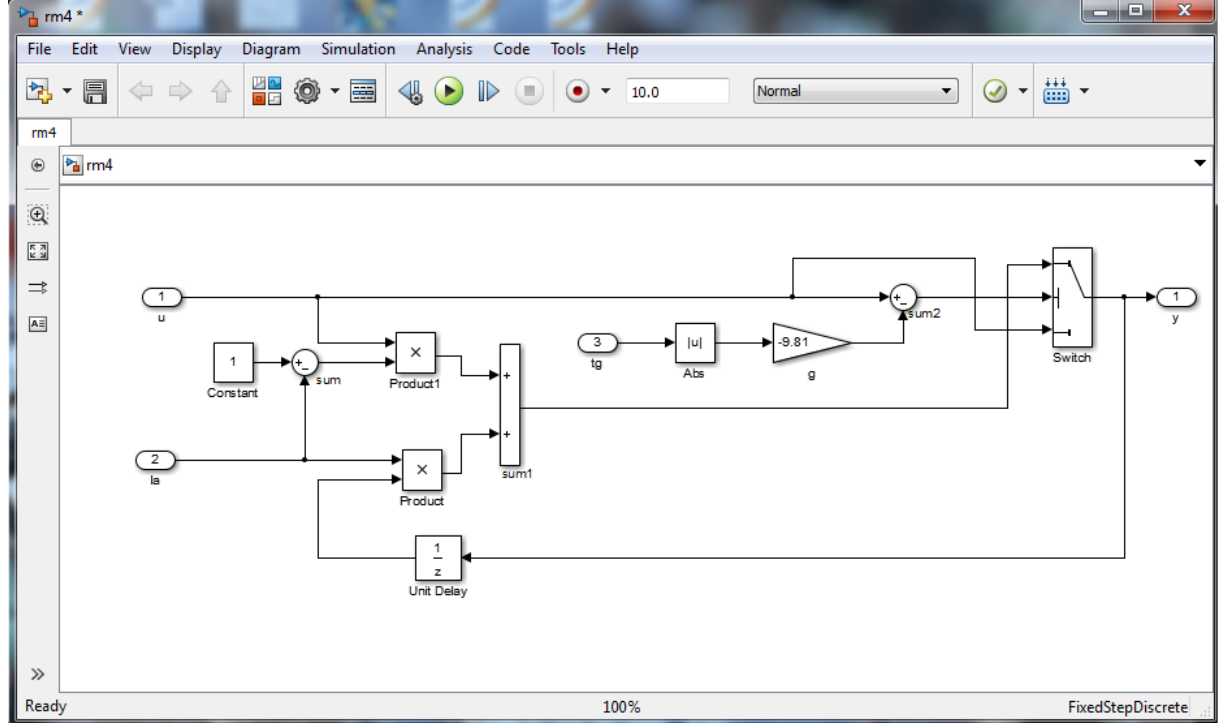 rm4 *
File Edit View Display Diagram Simulation Analysis Code Tools Help
10.0 Normal
rm4
rm4
1
u
1
Constant
+
-
sum
×
Product1
2
la
×
Product
+
+
sum1
1
z
Unit Delay
3
tg
|u|
Abs
-9.81
g
+
-
sum2
Switch
1
y
Ready 100% FixedStepDiscrete